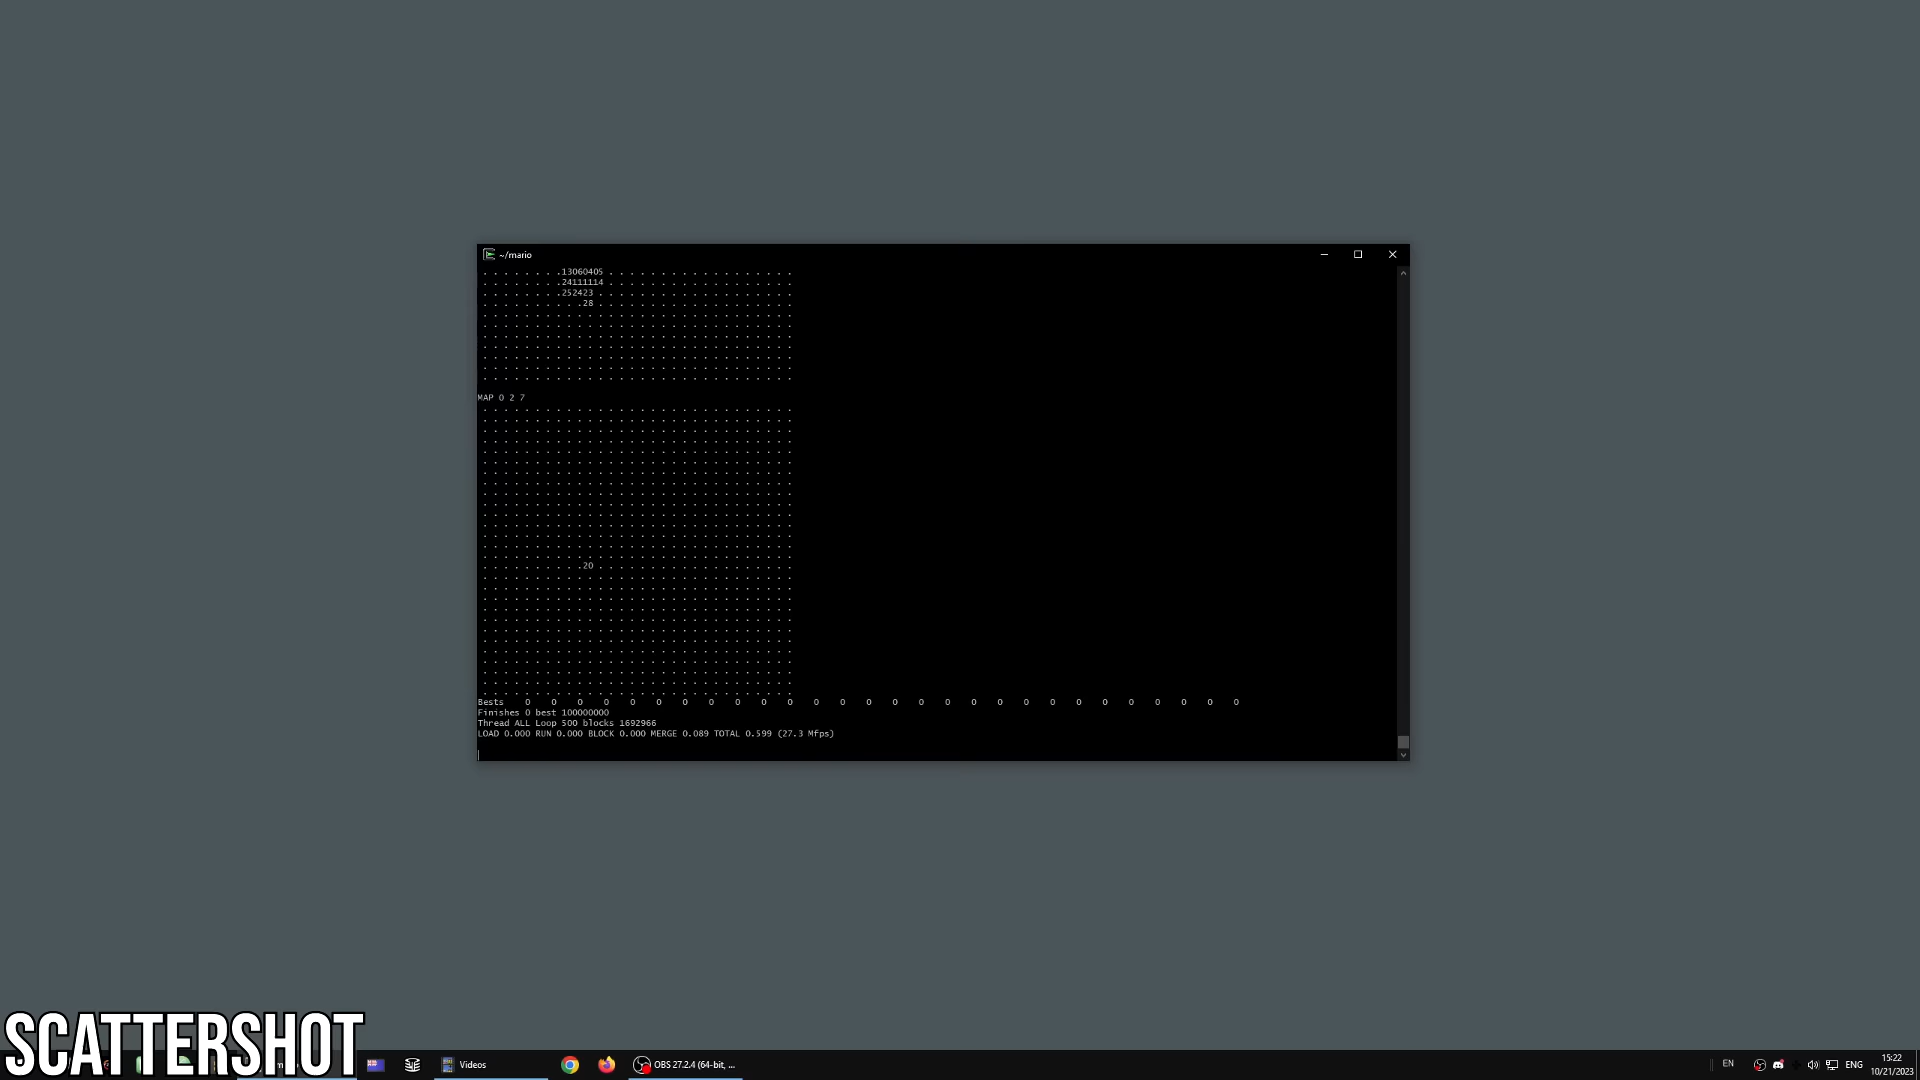 ~/mario
. . . . . . . .13060405 . . . . . . . . . . . . . . . . . .
. . . . . . . .24111114 . . . . . . . . . . . . . . . . . .
. . . . . . . .252423 . . . . . . . . . . . . . . . . . . .
. . . . . . . . . .28 . . . . . . . . . . . . . . . . . . .
MAP 0 2 7
. . . . . . . . . .20 . . . . . . . . . . . . . . . . . . .
Bests 0 0 0 0 0 0 0 0 0 0 0 0 0 0 0 0 0 0 0 0 0 0 0 0 0 0 0 0
Finishes 0 best 100000000
Thread ALL Loop 500 blocks 1692966
LOAD 0.000 RUN 0.000 BLOCK 0.000 MERGE 0.089 TOTAL 0.599 (27.3 Mfps)
SCATTERSHOT
Videos
OBS 27.2.4 (64-bit, ...
EN
ENG
15:22
10/21/2023